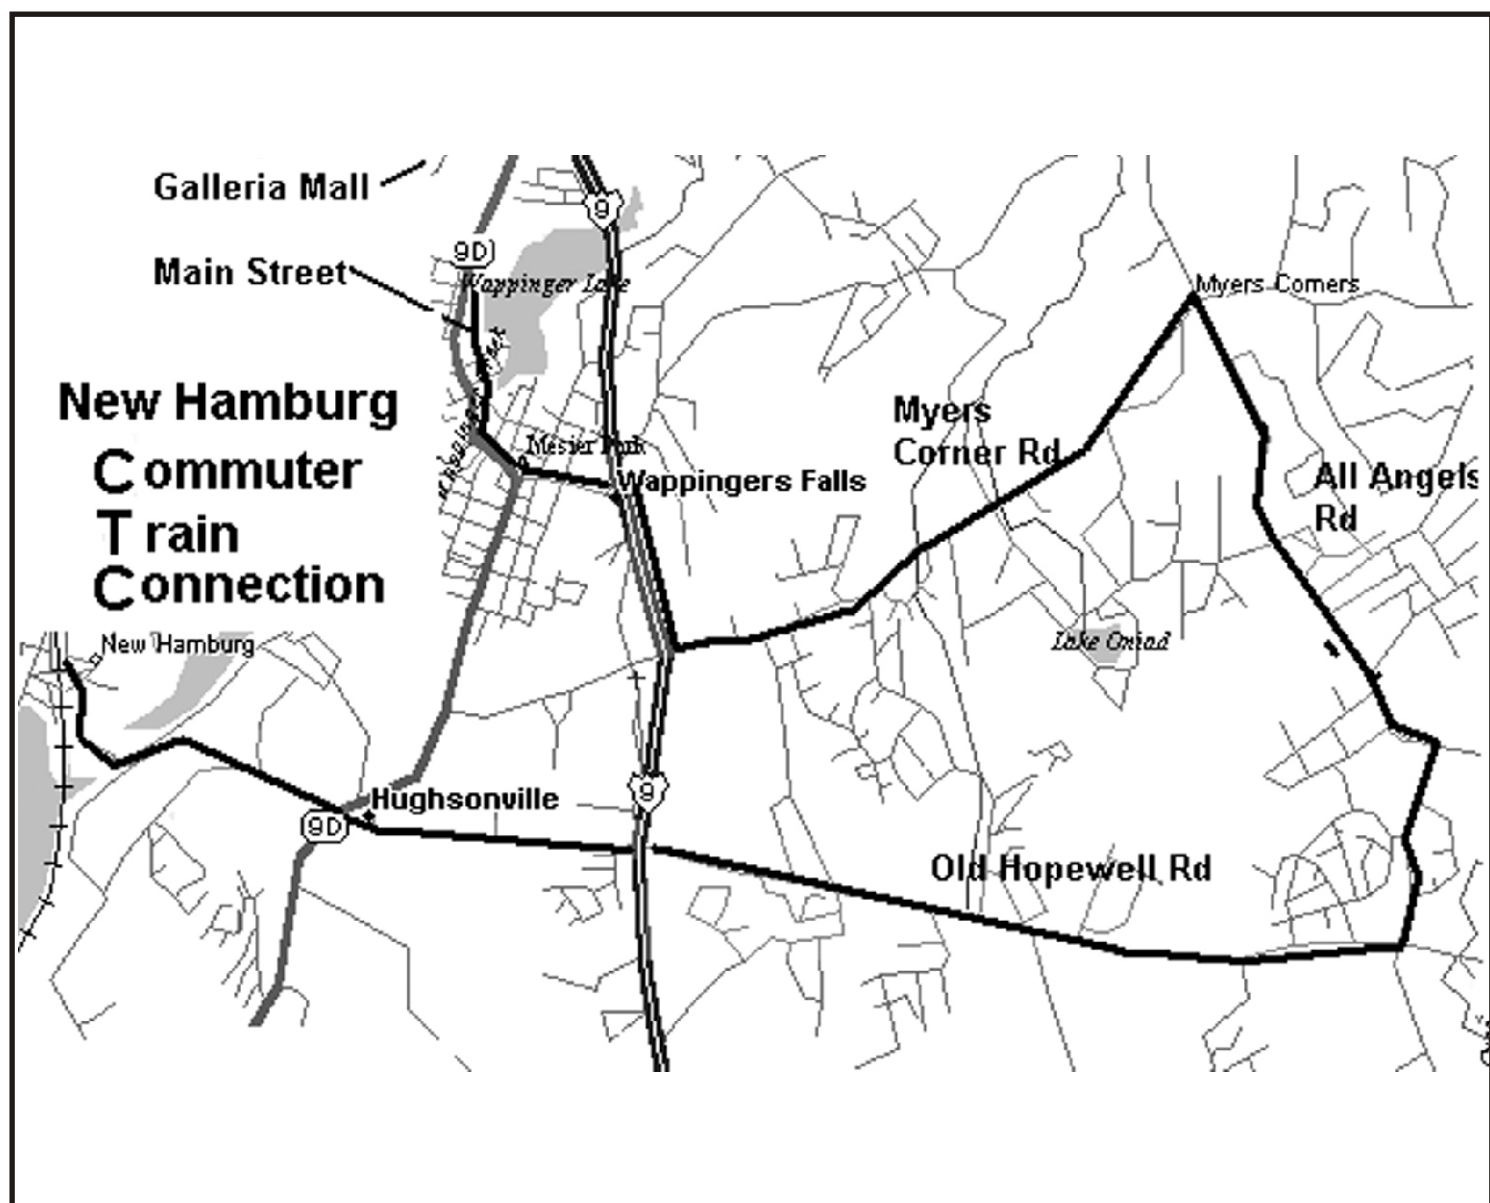 Galleria Mall
9
9D
Main Street
Wappinger Lake
Myers Corners
New Hamburg
Commuter
Train
Connection
Mesier Park
Wappingers Falls
Myers
Corner Rd
All Angels
Rd
New Hamburg
Lake Oniad
Hughsonville
9
9D
Old Hopewell Rd